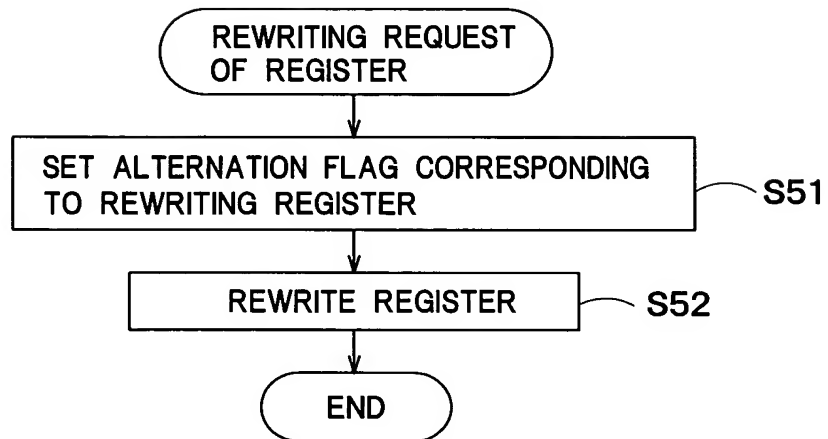 REWRITING REQUEST
OF REGISTER
SET ALTERNATION FLAG CORRESPONDING
TO REWRITING REGISTER
S51
REWRITE REGISTER
S52
END